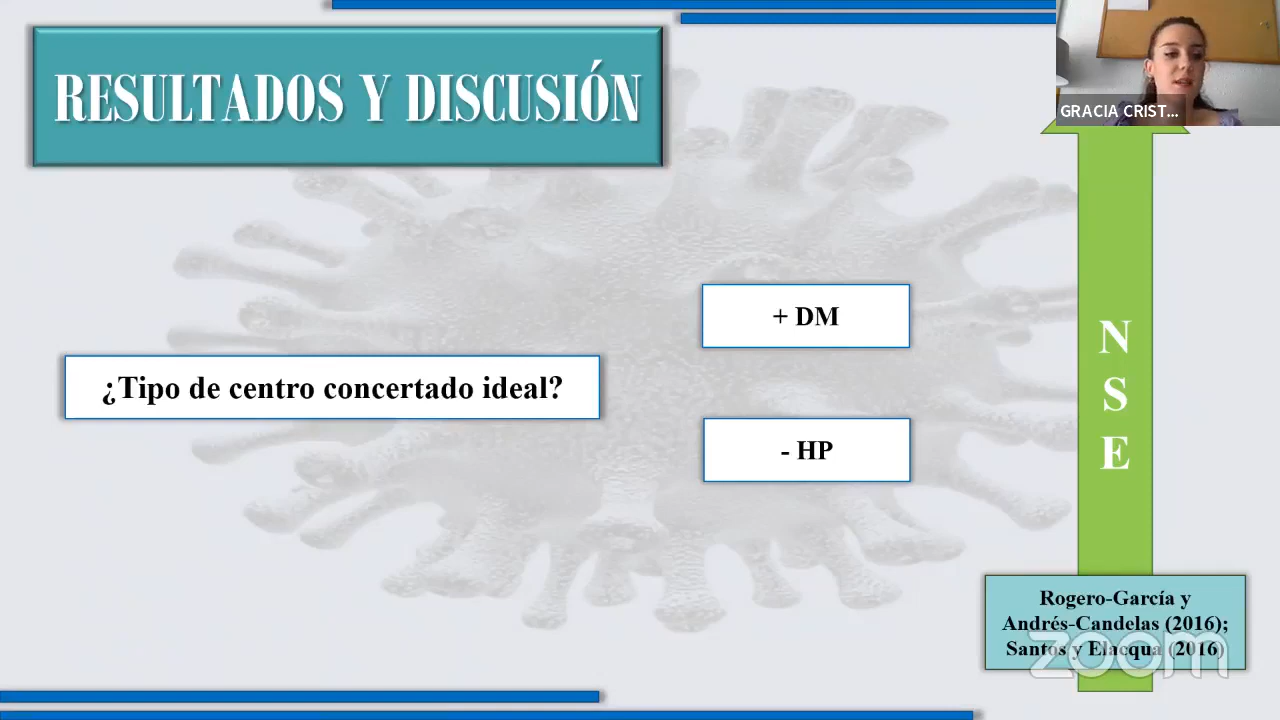 RESULTADOS Y DISCUSIÓN
GRACIA CRIST...
+ DM
¿Tipo de centro concertado ideal?
- HP
N
S
E
Rogero-García y
Andrés-Candelas (2016);
Santos y Elacqua (2016)
zoom